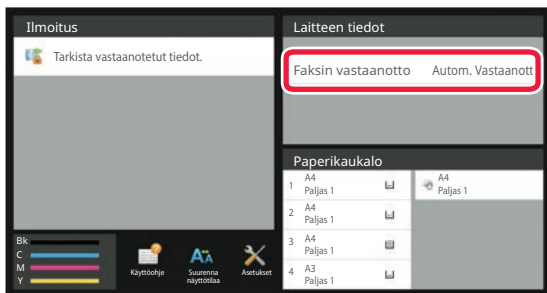 Ilmoitus
Tarkista vastaanotetut tiedot.
Laitteen tiedot
Faksin vastaanotto Autom. Vastaanott
Paperikaukalo
1 A4
Paljas 1
A4
Paljas 1
2 A4
Paljas 1
3 A4
Paljas 1
4 A3
Paljas 1
Bk
C
M
Y
Käyttöohje
Suurenna
näyttötilaa
Asetukset